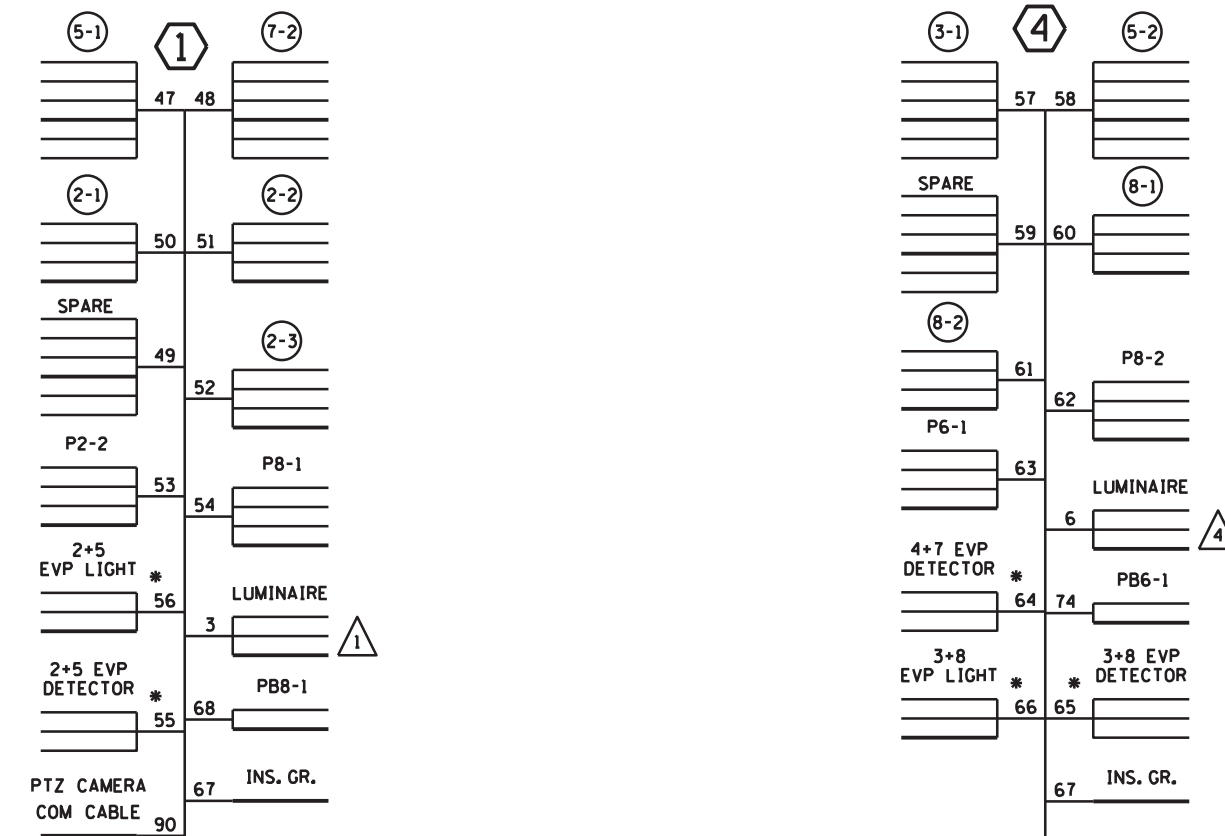 5-1
1
7-2
47 48
2-1
2-2
50 51
SPARE
49
2-3
52
P2-2
53
P8-1
54
2+5
EVP LIGHT *
56
LUMINAIRE
3
1
2+5 EVP
DETECTOR *
55
PB8-1
68
INS. GR.
67
PTZ CAMERA
COM CABLE
90
3-1
4
5-2
57 58
SPARE
8-1
59 60
8-2
61
P8-2
62
P6-1
63
LUMINAIRE
6
4
4+7 EVP
DETECTOR *
64 74
PB6-1
3+8
EVP LIGHT *
66 65
3+8 EVP
* DETECTOR
INS. GR.
67